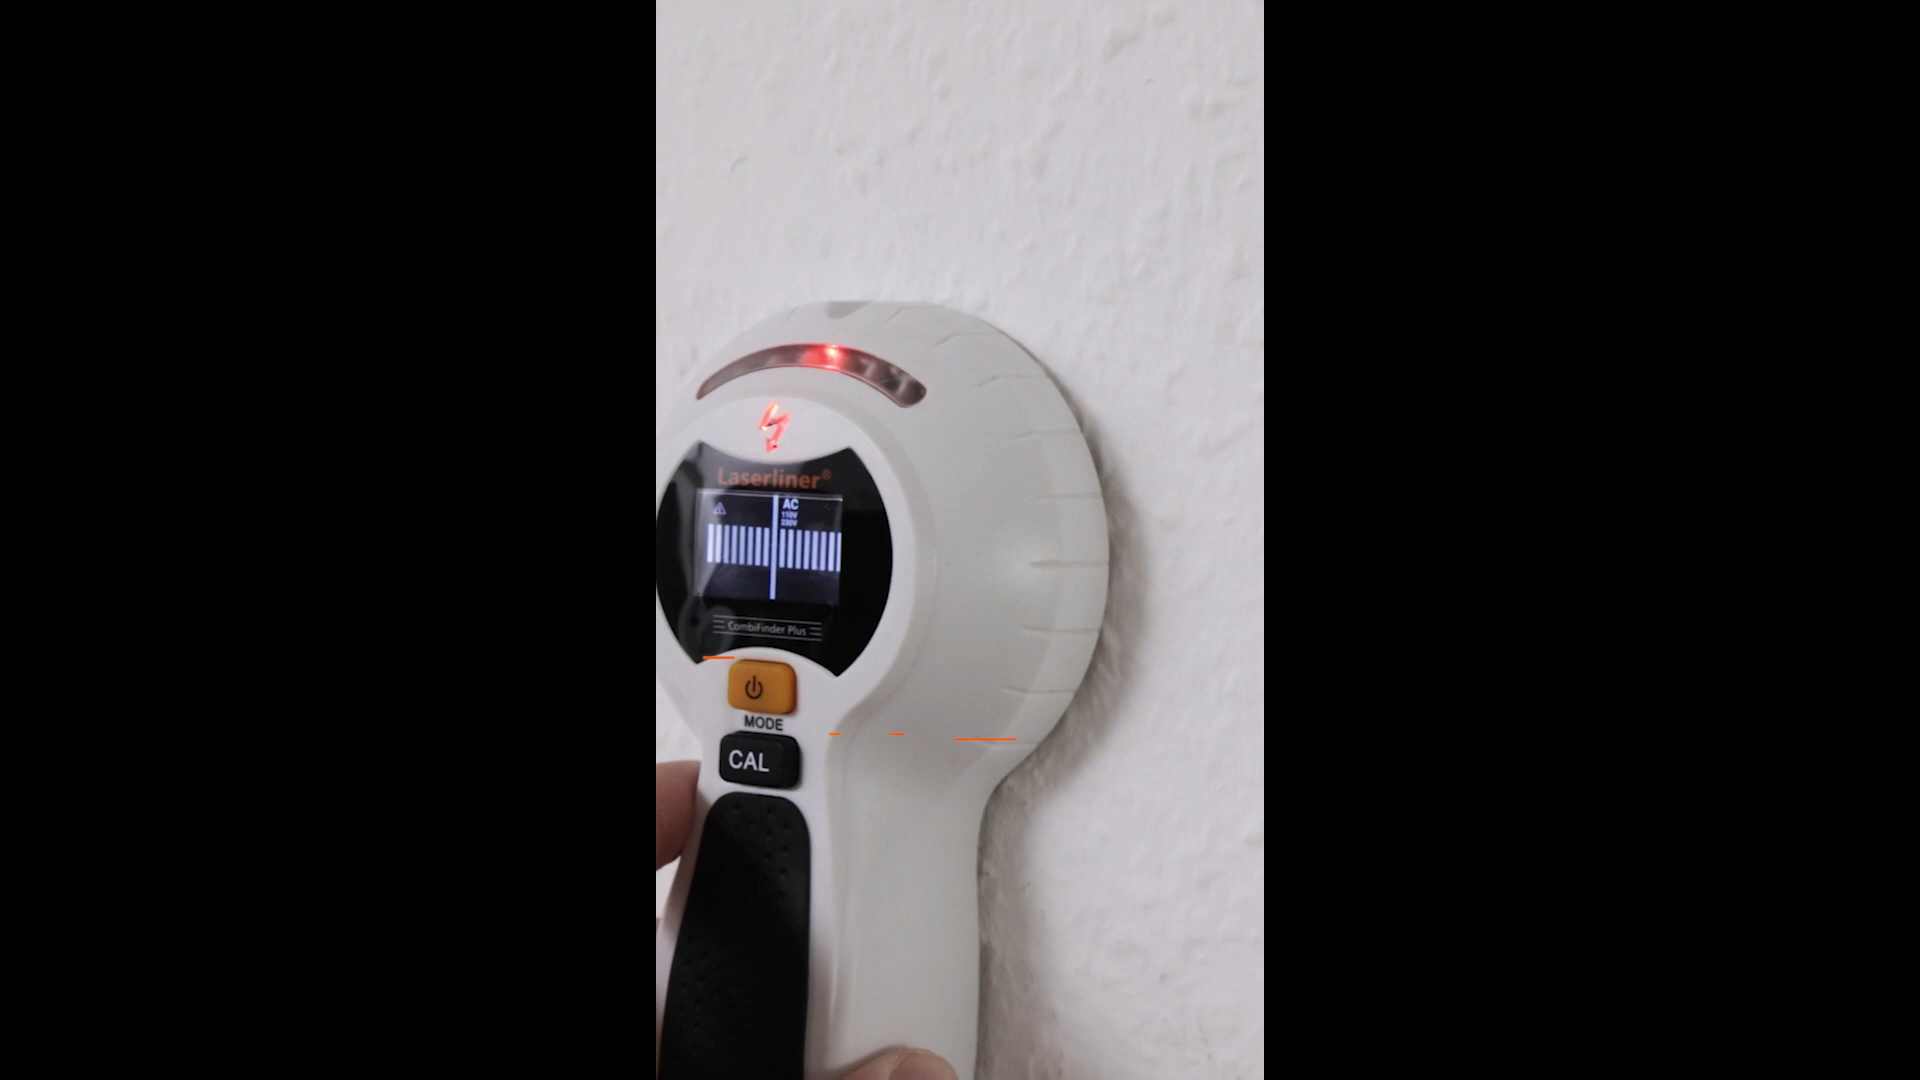 Laserliner®
AC
110V
230V
CombiFinder Plus
MODE
CAL